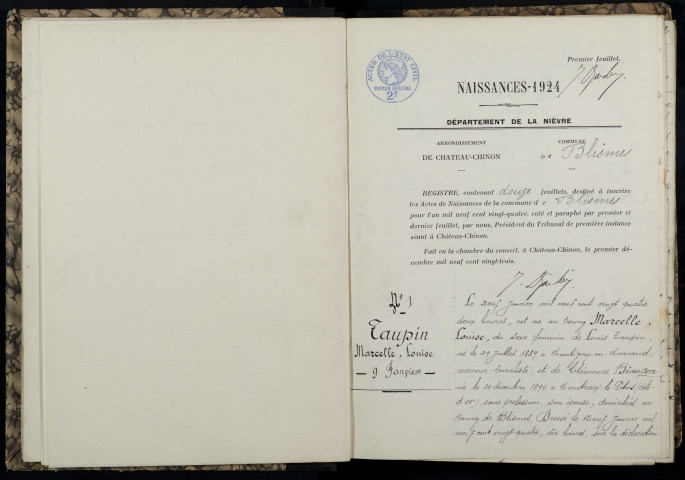 Premier feuillet.
ACTES DE L'ETAT CIVIL
PAPIER SPECIAL
2F
NAISSANCES-1924
DÉPARTEMENT DE LA NIÈVRE
ARRONDISSEMENT
DE CHATEAU-CHINON
COMMUNE
de Blismes
REGISTRE, contenant douze feuillets, destiné à inscrire
les Actes de Naissances de la commune de Blismes
pour l'an mil neuf cent vingt-quatre, coté et paraphé par premier et
dernier feuillet, par nous, Président du Tribunal de première instance
séant à Château-Chinon.
Fait en la chambre du conseil, à Château-Chinon, le premier dé-
cembre mil neuf cent vingt-trois.
N° 1
Taupin
Marcelle, Louise
9 Janvier
Le neuf Janvier mil neuf cent vingt quatre
deux heures, est né au bourg Marcelle,
Louise, du sexe féminin de Louis Taupin,
né le 29 Juillet 1889 à en
receveur buraliste, et de Clémence
née le 22 décembre 1894 à (côte
d'or), sans profession, son épouse, domiciliés au
bourg de Blismes Dressé le neuf Janvier mil
neuf cent vingt quatre, dix heures, sur la déclaration